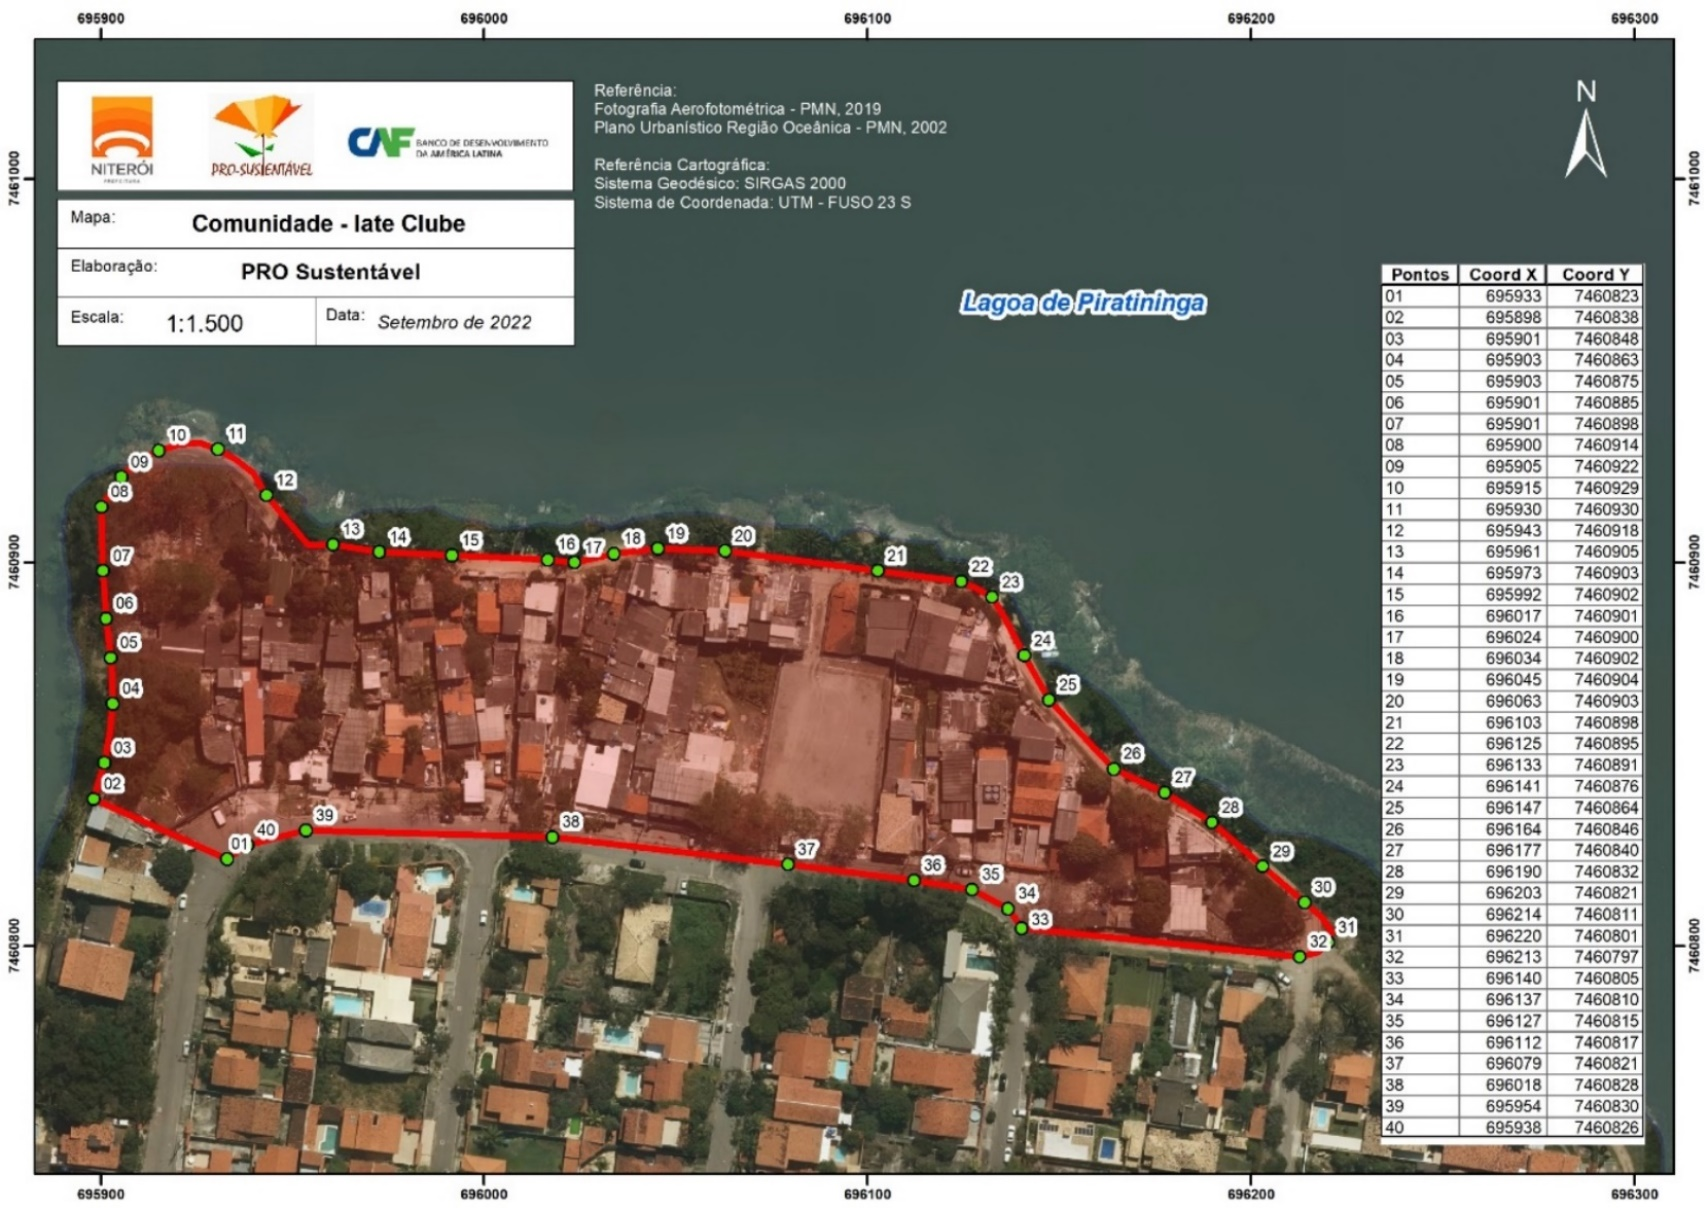 695900 696000 696100 696200 696300
NITERÓI
PREFEITURA
PRO-SUSTENTÁVEL
CAF BANCO DE DESENVOLVIMENTO
DA AMÉRICA LATINA
Mapa: Comunidade - Iate Clube
Elaboração: PRO Sustentável
Escala: 1:1.500 Data: Setembro de 2022
Referência:
Fotografia Aerofotométrica - PMN, 2019
Plano Urbanístico Região Oceânica - PMN, 2002
Referência Cartográfica:
Sistema Geodésico: SIRGAS 2000
Sistema de Coordenada: UTM - FUSO 23 S
N
7461000 7461000
Lagoa de Piratininga
Pontos Coord X Coord Y
01 695933 7460823
02 695898 7460838
03 695901 7460848
04 695903 7460863
05 695903 7460875
06 695901 7460885
07 695901 7460898
08 695900 7460914
09 695905 7460922
10 695915 7460929
11 695930 7460930
12 695943 7460918
13 695961 7460905
14 695973 7460903
15 695992 7460902
16 696017 7460901
17 696024 7460900
18 696034 7460902
19 696045 7460904
20 696063 7460903
21 696103 7460898
22 696125 7460895
23 696133 7460891
24 696141 7460876
25 696147 7460864
26 696164 7460846
27 696177 7460840
28 696190 7460832
29 696203 7460821
30 696214 7460811
31 696220 7460801
32 696213 7460797
33 696140 7460805
34 696137 7460810
35 696127 7460815
36 696112 7460817
37 696079 7460821
38 696018 7460828
39 695954 7460830
40 695938 7460826
10 11
09
12
08
13 14 15 16 17 18 19 20
7460900 7460900
07 21 22 23
06
05 24
04 25
03 26
02 27
28
01 40 39 38
37 36 35 29
34 30
33 32 31
7460800 7460800
695900 696000 696100 696200 696300